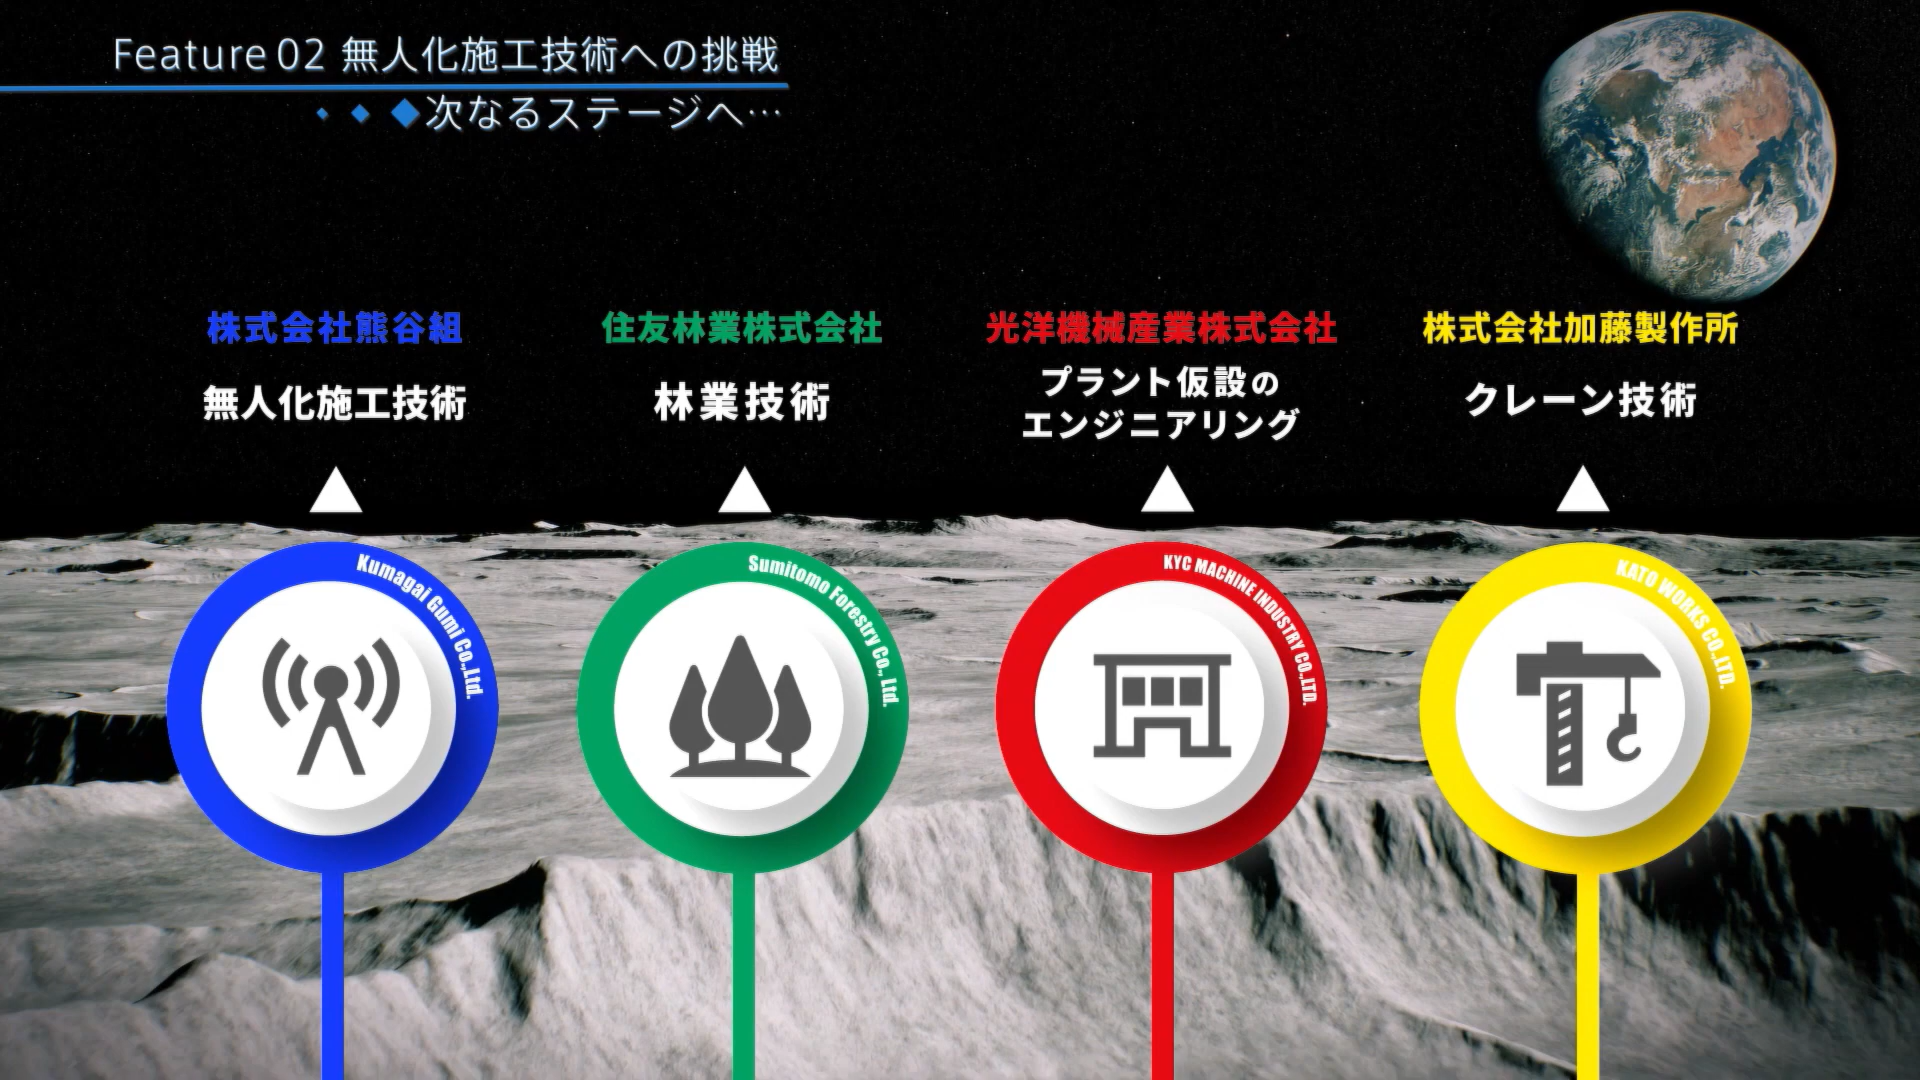 Feature 02 無人化施工技術への挑戦
次なるステージへ…
株式会社熊谷組
無人化施工技術
Kumagai Gumi Co.,Ltd.
住友林業株式会社
林業技術
Sumitomo Forestry Co., Ltd.
光洋機械産業株式会社
プラント仮設の
エンジニアリング
KYC MACHINE INDUSTRY CO.,LTD.
株式会社加藤製作所
クレーン技術
KATO WORKS CO.,LTD.